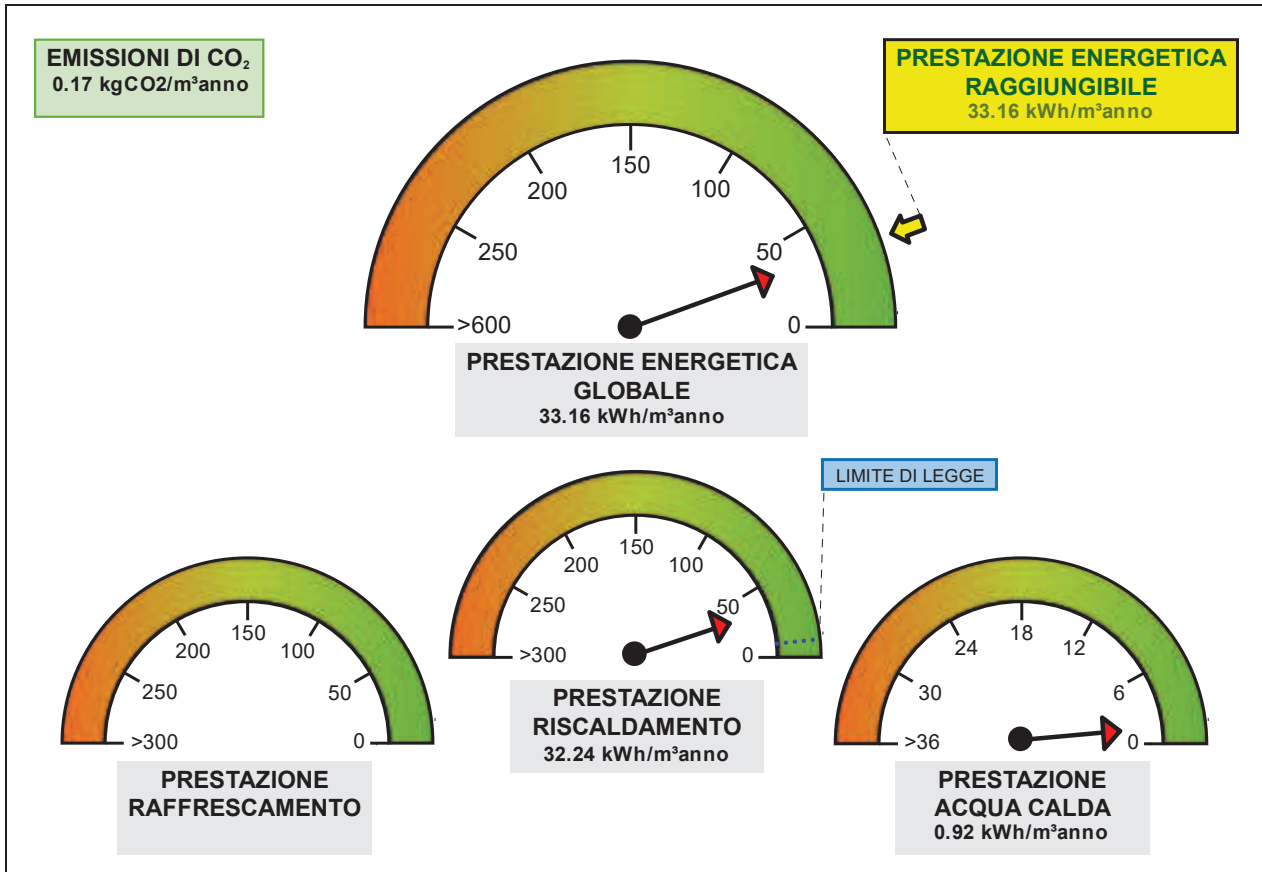 EMISSIONI DI CO₂
0.17 kgCO2/m³anno
PRESTAZIONE ENERGETICA
RAGGIUNGIBILE
33.16 kWh/m³anno
150
200
100
250
50
>600
0
PRESTAZIONE ENERGETICA
GLOBALE
33.16 kWh/m³anno
LIMITE DI LEGGE
150
200
100
250
50
>300
0
PRESTAZIONE
RISCALDAMENTO
32.24 kWh/m³anno
150
200
100
250
50
>300
0
PRESTAZIONE
RAFFRESCAMENTO
18
24
12
30
6
>36
0
PRESTAZIONE
ACQUA CALDA
0.92 kWh/m³anno